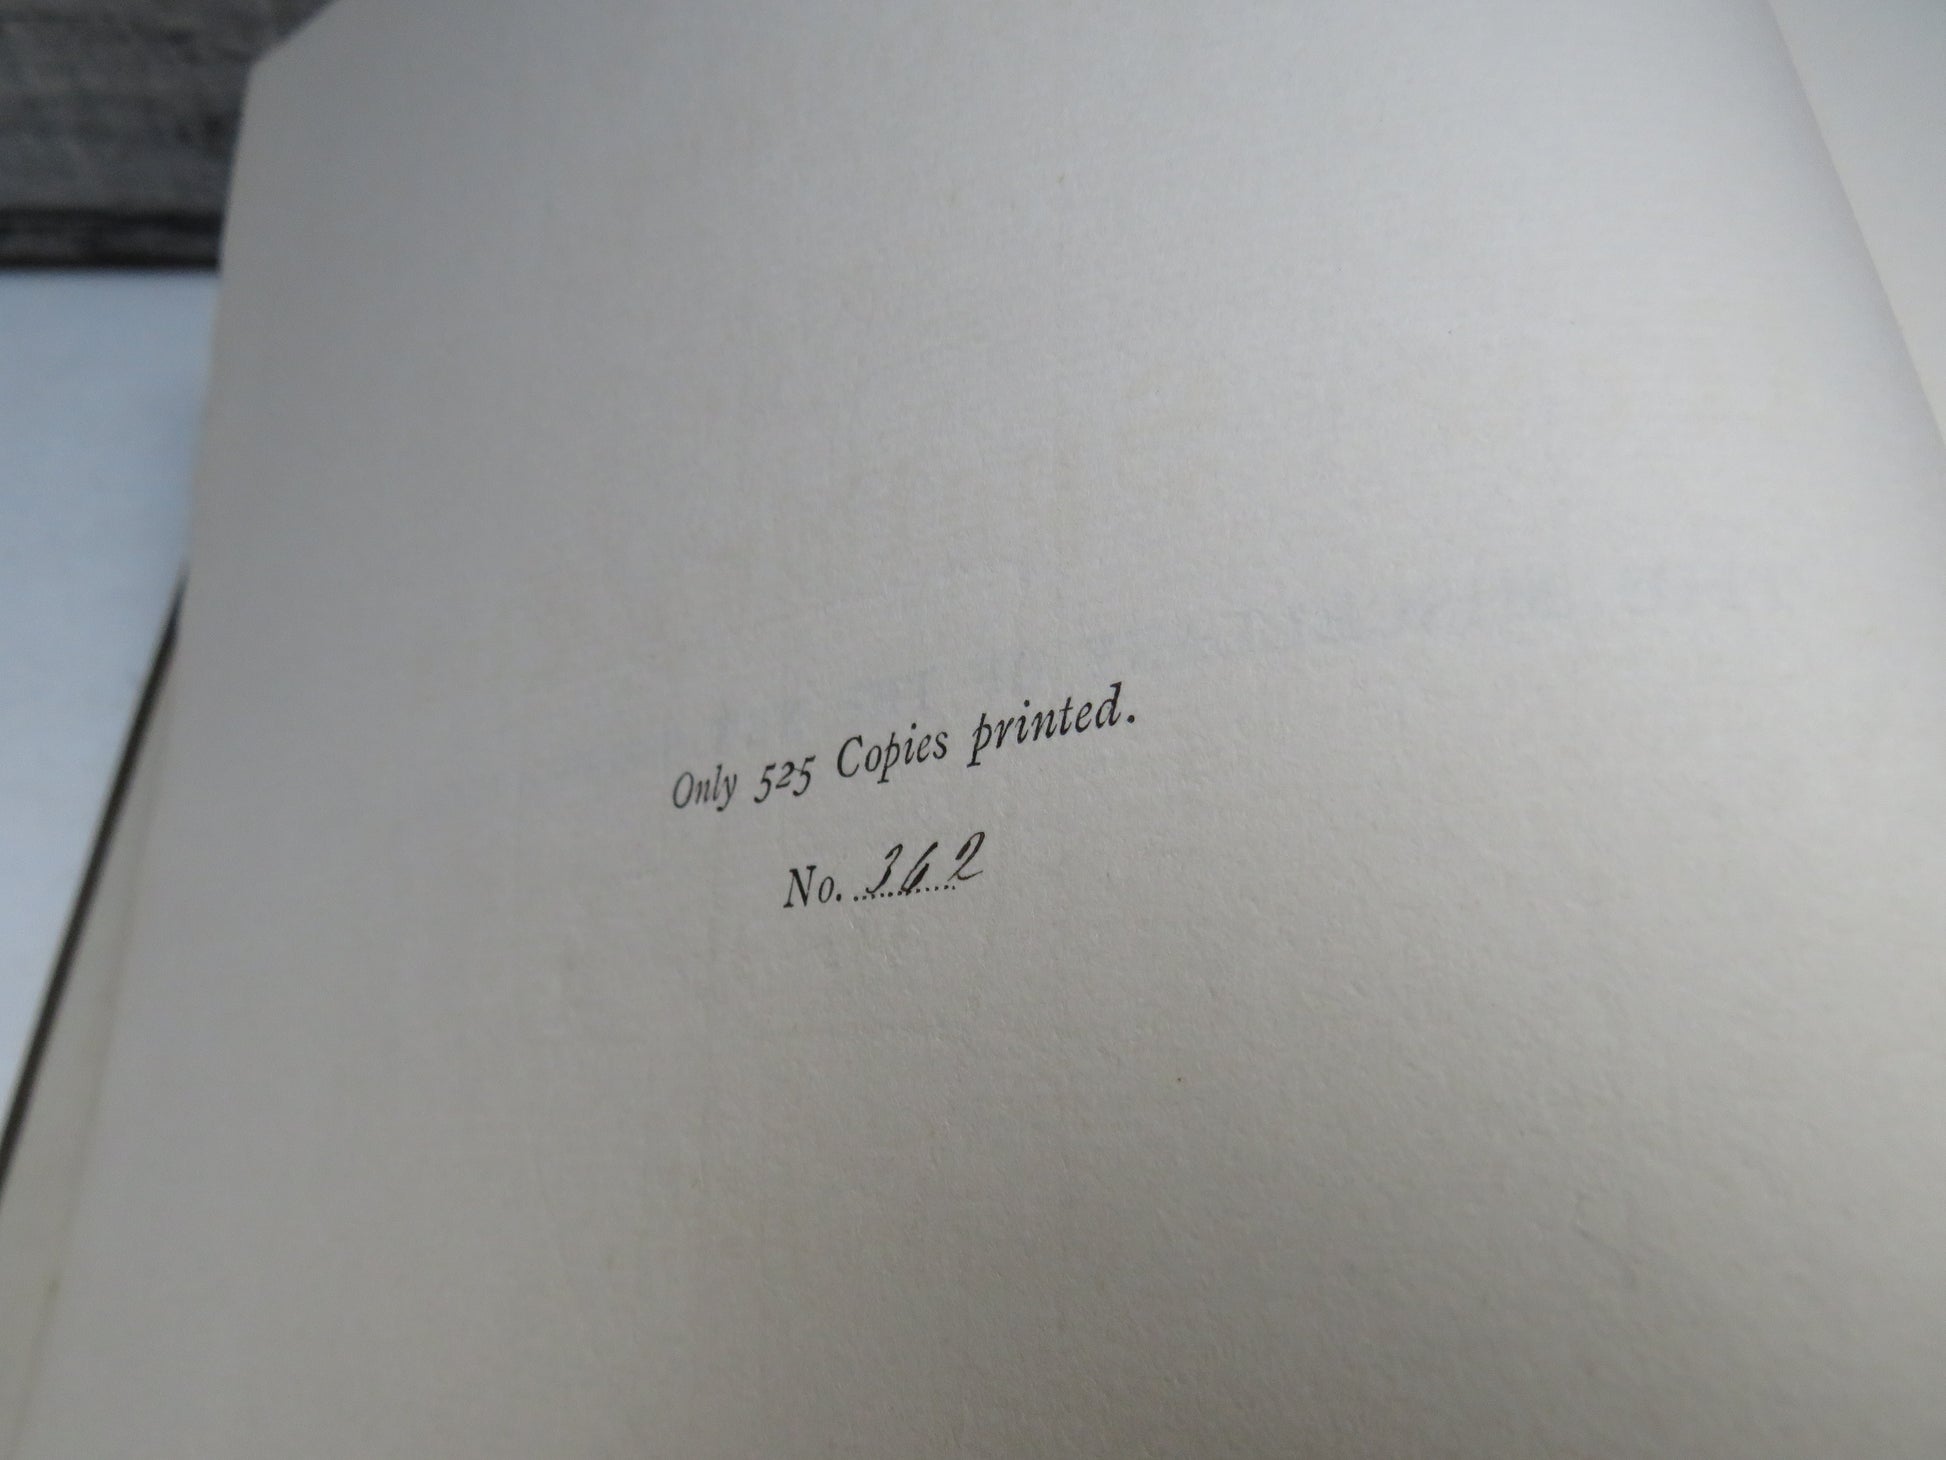 Only 525 Copies printed.
No. 362